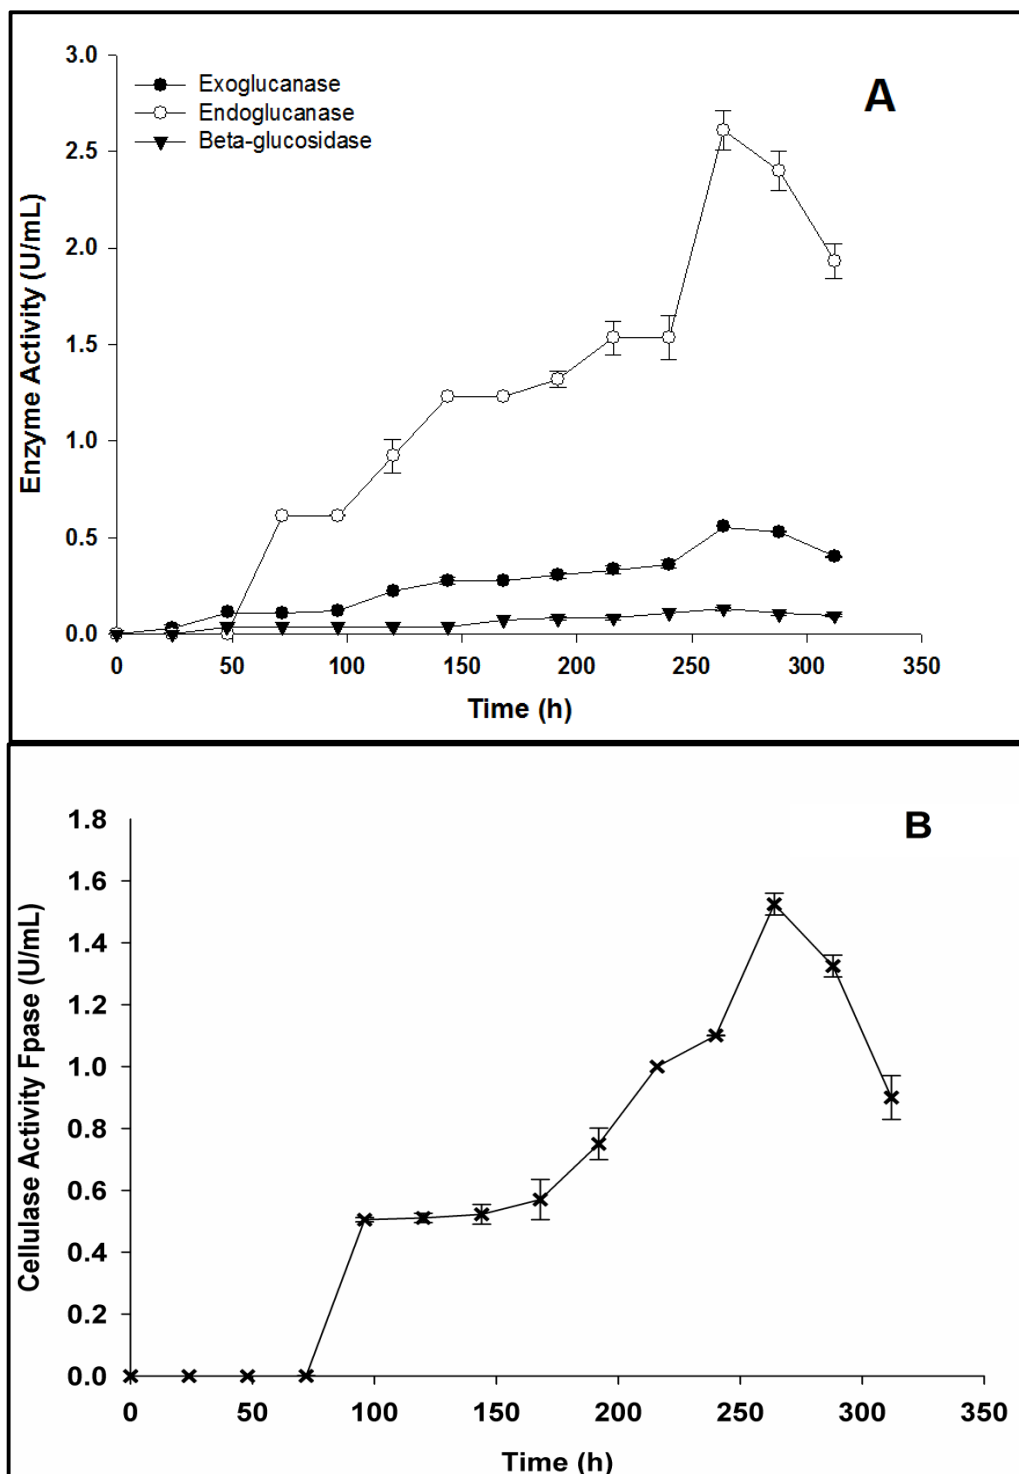 A
3.0
2.5
2.0
1.5
1.0
0.5
0.0
Enzyme Activity (U/mL)
Exoglucanase
Endoglucanase
Beta-glucosidase
0 50 100 150 200 250 300 350
Time (h)
B
1.8
1.6
1.4
1.2
1.0
0.8
0.6
0.4
0.2
0.0
Cellulase Activity Fpase (U/mL)
0 50 100 150 200 250 300 350
Time (h)